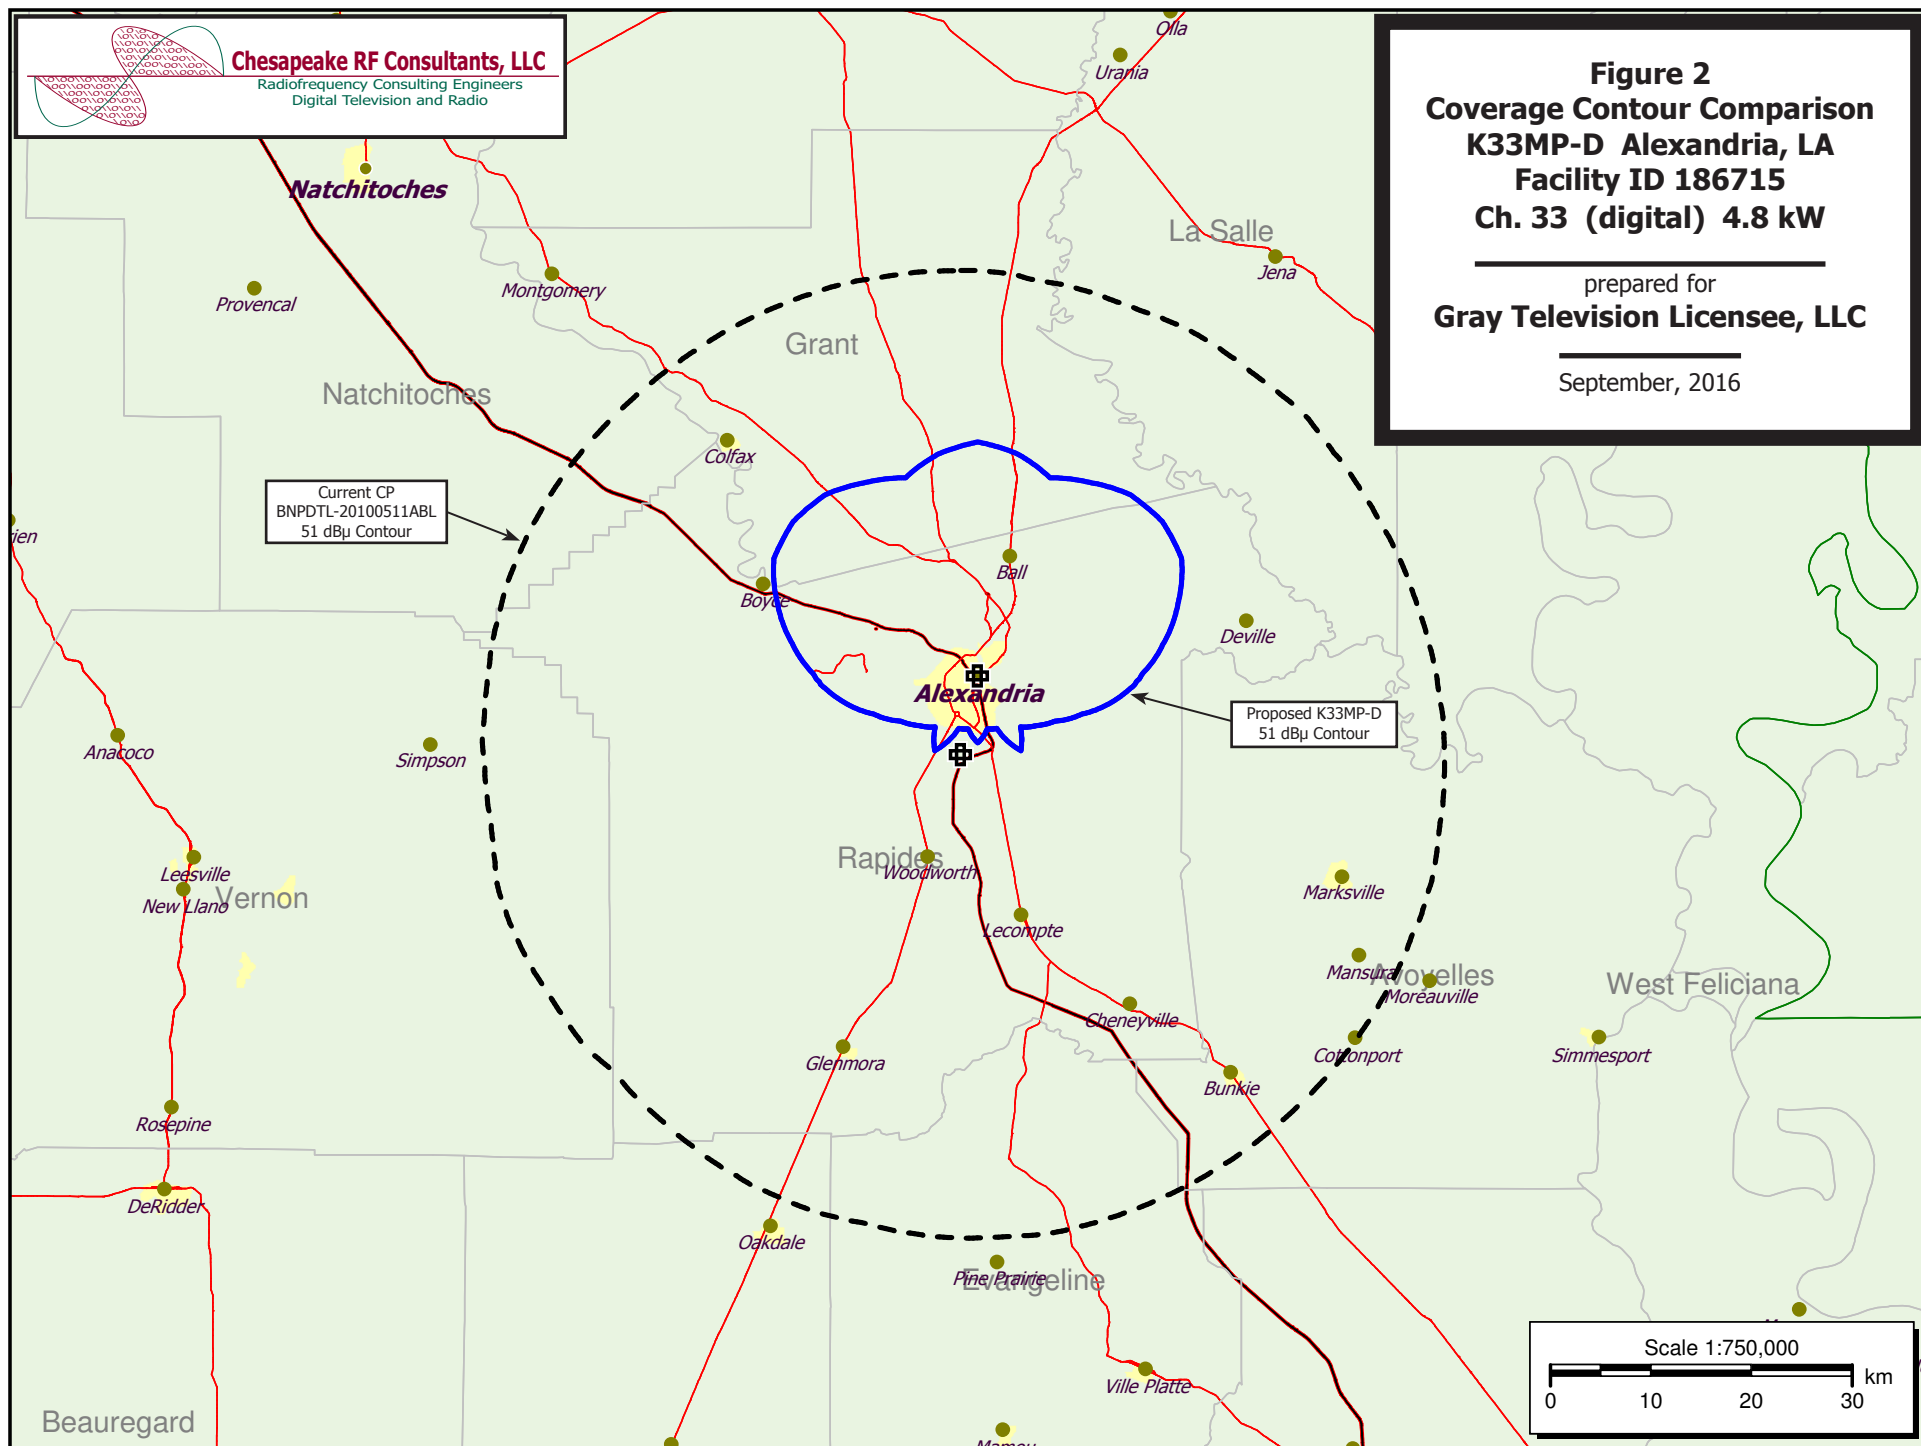 Chesapeake RF Consultants, LLC
Radiofrequency Consulting Engineers
Digital Television and Radio
Figure 2
Coverage Contour Comparison
K33MP-D Alexandria, LA
Facility ID 186715
Ch. 33 (digital) 4.8 kW
prepared for
Gray Television Licensee, LLC
September, 2016
Olla
Urania
Natchitoches
La Salle
Jena
Provencal
Montgomery
Grant
Natchitoches
Colfax
Current CP
BNPDTL-20100511ABL
51 dBµ Contour
Ball
Boyce
Deville
Alexandria
Proposed K33MP-D
51 dBµ Contour
Anacoco
Simpson
Rapides
Woodworth
Leesville
New Llano
Vernon
Marksville
Lecompte
Mansura
Avoyelles
Moreauville
West Feliciana
Cheneyville
Cottonport
Simmesport
Glenmora
Bunkie
Rosepine
DeRidder
Oakdale
Pine Prairie
Evangeline
Ville Platte
Beauregard
Mamou
Scale 1:750,000
0 10 20 30 km